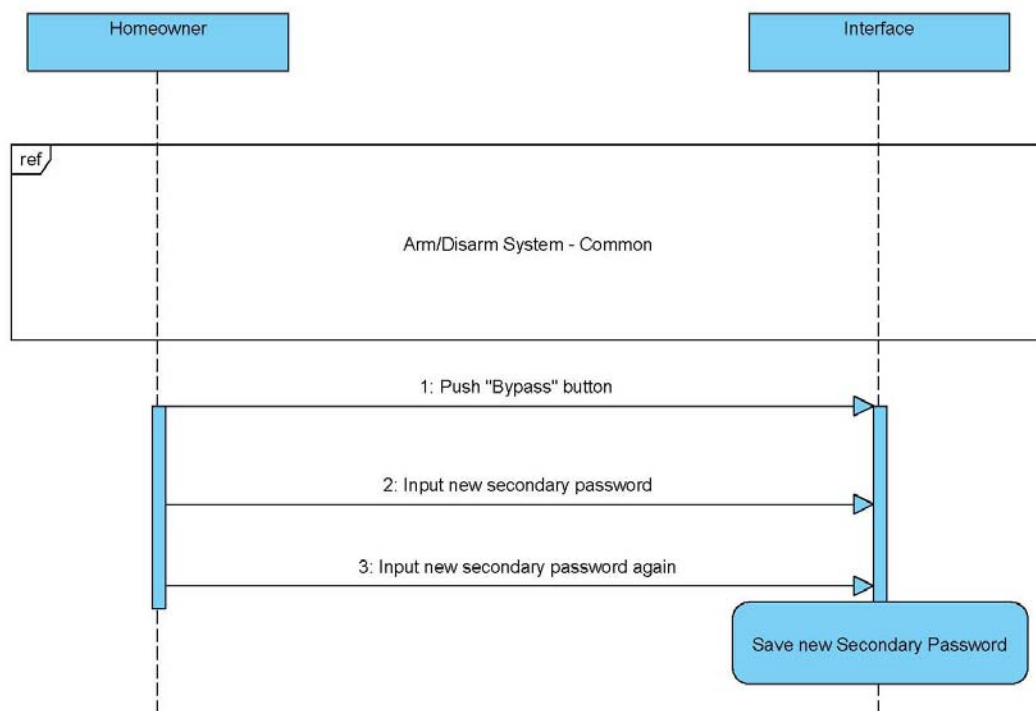 Homeowner
Interface
ref
Arm/Disarm System - Common
1: Push "Bypass" button
2: Input new secondary password
3: Input new secondary password again
Save new Secondary Password